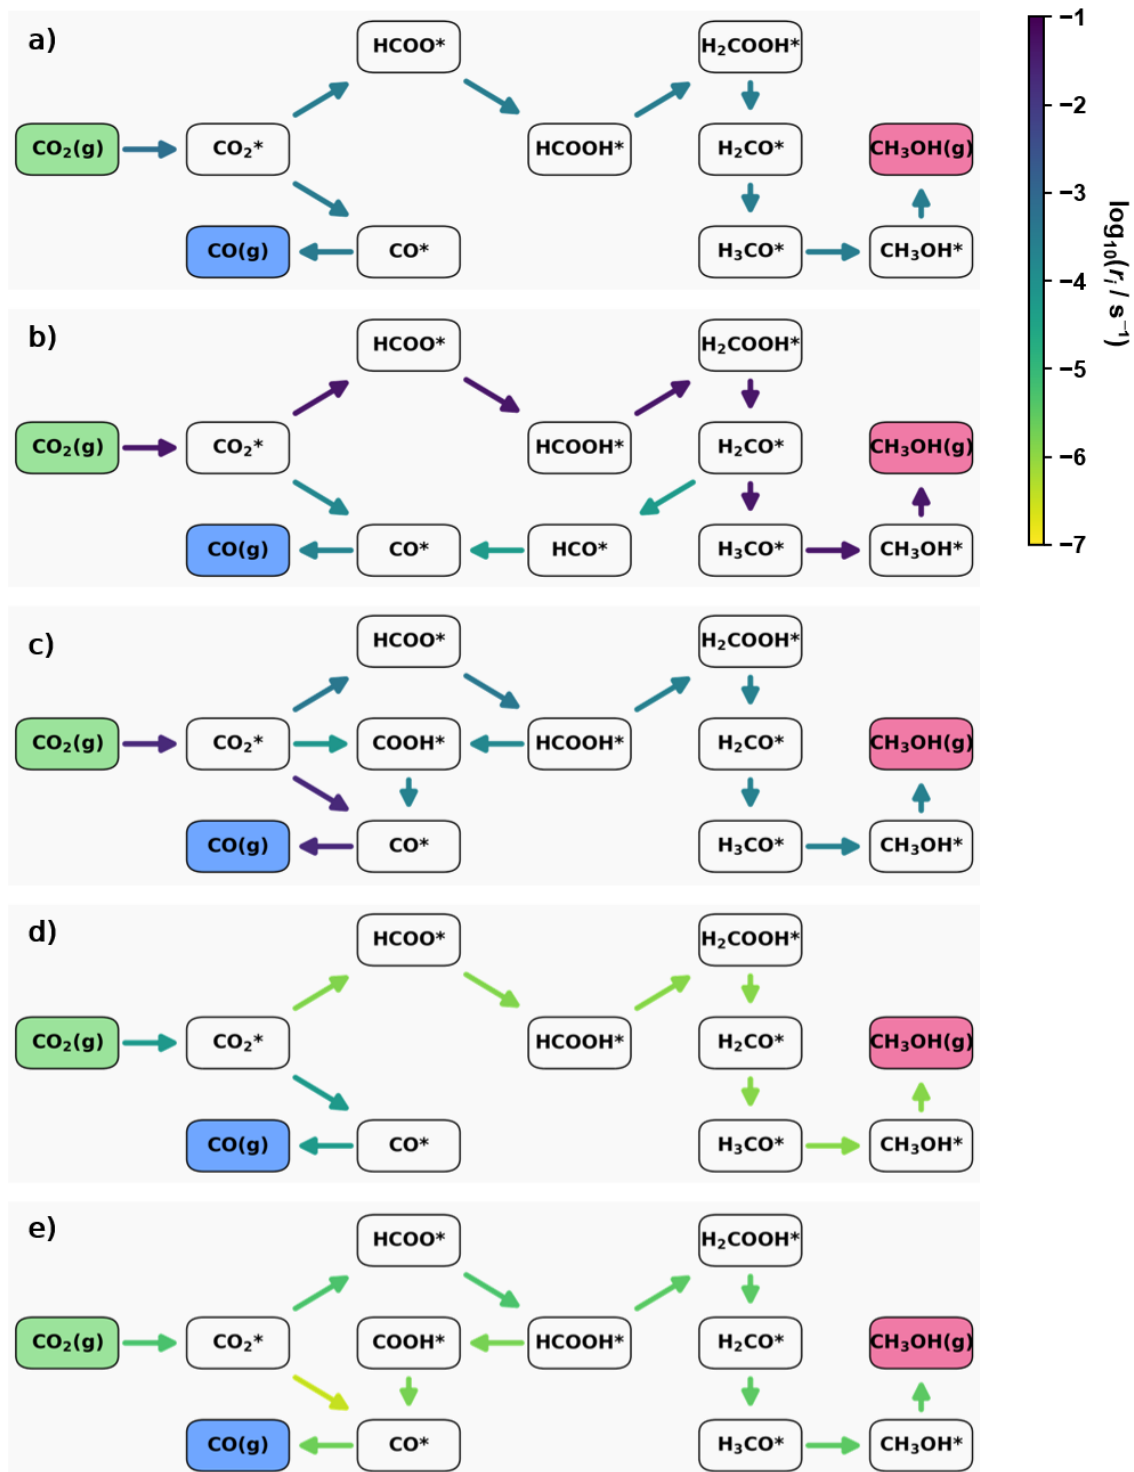 a)
HCOO*
H₂COOH*
CO₂(g)
CO₂*
HCOOH*
H₂CO*
CH₃OH(g)
CO(g)
CO*
H₃CO*
CH₃OH*
b)
HCOO*
H₂COOH*
CO₂(g)
CO₂*
HCOOH*
H₂CO*
CH₃OH(g)
CO(g)
CO*
HCO*
H₃CO*
CH₃OH*
c)
HCOO*
H₂COOH*
CO₂(g)
CO₂*
COOH*
HCOOH*
H₂CO*
CH₃OH(g)
CO(g)
CO*
H₃CO*
CH₃OH*
d)
HCOO*
H₂COOH*
CO₂(g)
CO₂*
HCOOH*
H₂CO*
CH₃OH(g)
CO(g)
CO*
H₃CO*
CH₃OH*
e)
HCOO*
H₂COOH*
CO₂(g)
CO₂*
COOH*
HCOOH*
H₂CO*
CH₃OH(g)
CO(g)
CO*
H₃CO*
CH₃OH*
−1
−2
−3
−4
−5
−6
−7
log₁₀(rᵢ / s⁻¹)